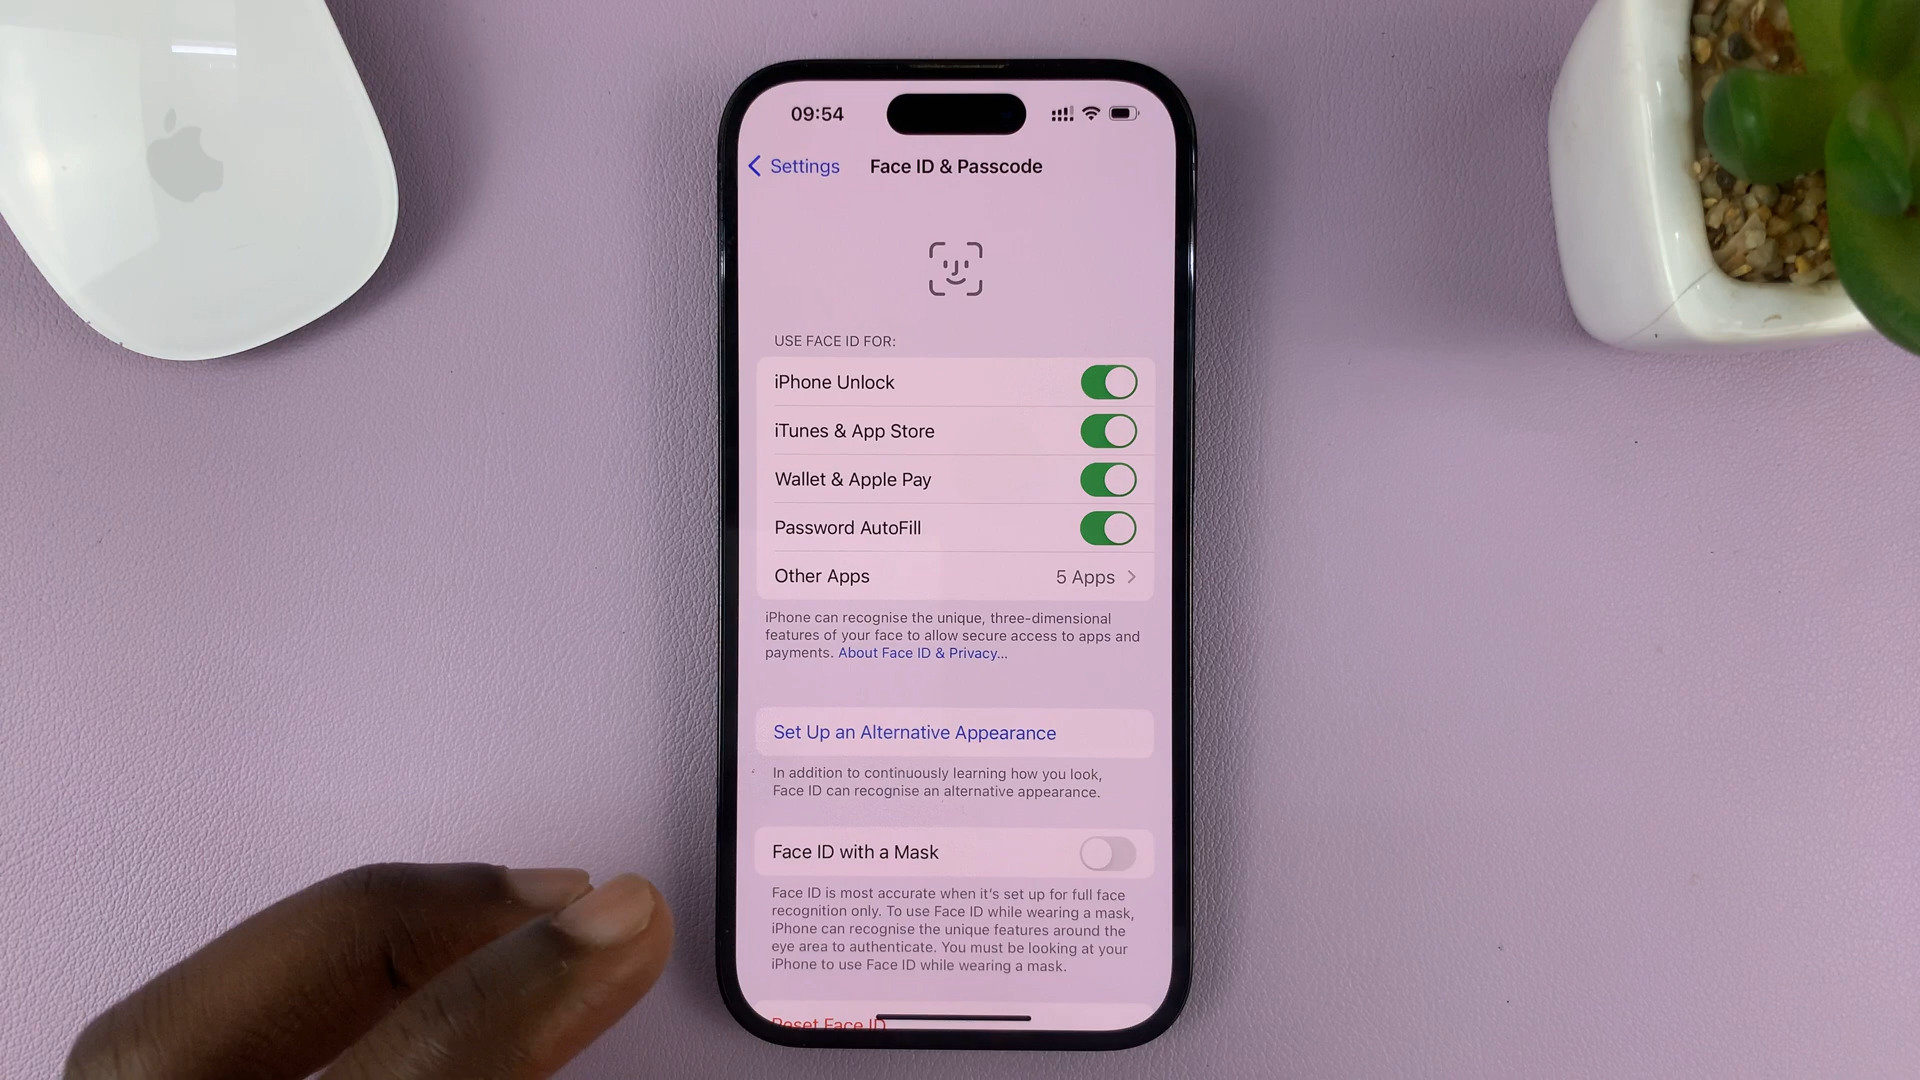 09:54
Settings
Face ID & Passcode
USE FACE ID FOR:
iPhone Unlock
iTunes & App Store
Wallet & Apple Pay
Password AutoFill
Other Apps 5 Apps
iPhone can recognise the unique, three-dimensional
features of your face to allow secure access to apps and
payments. About Face ID & Privacy...
Set Up an Alternative Appearance
In addition to continuously learning how you look,
Face ID can recognise an alternative appearance.
Face ID with a Mask
Face ID is most accurate when it's set up for full face
recognition only. To use Face ID while wearing a mask,
iPhone can recognise the unique features around the
eye area to authenticate. You must be looking at your
iPhone to use Face ID while wearing a mask.
Reset Face ID